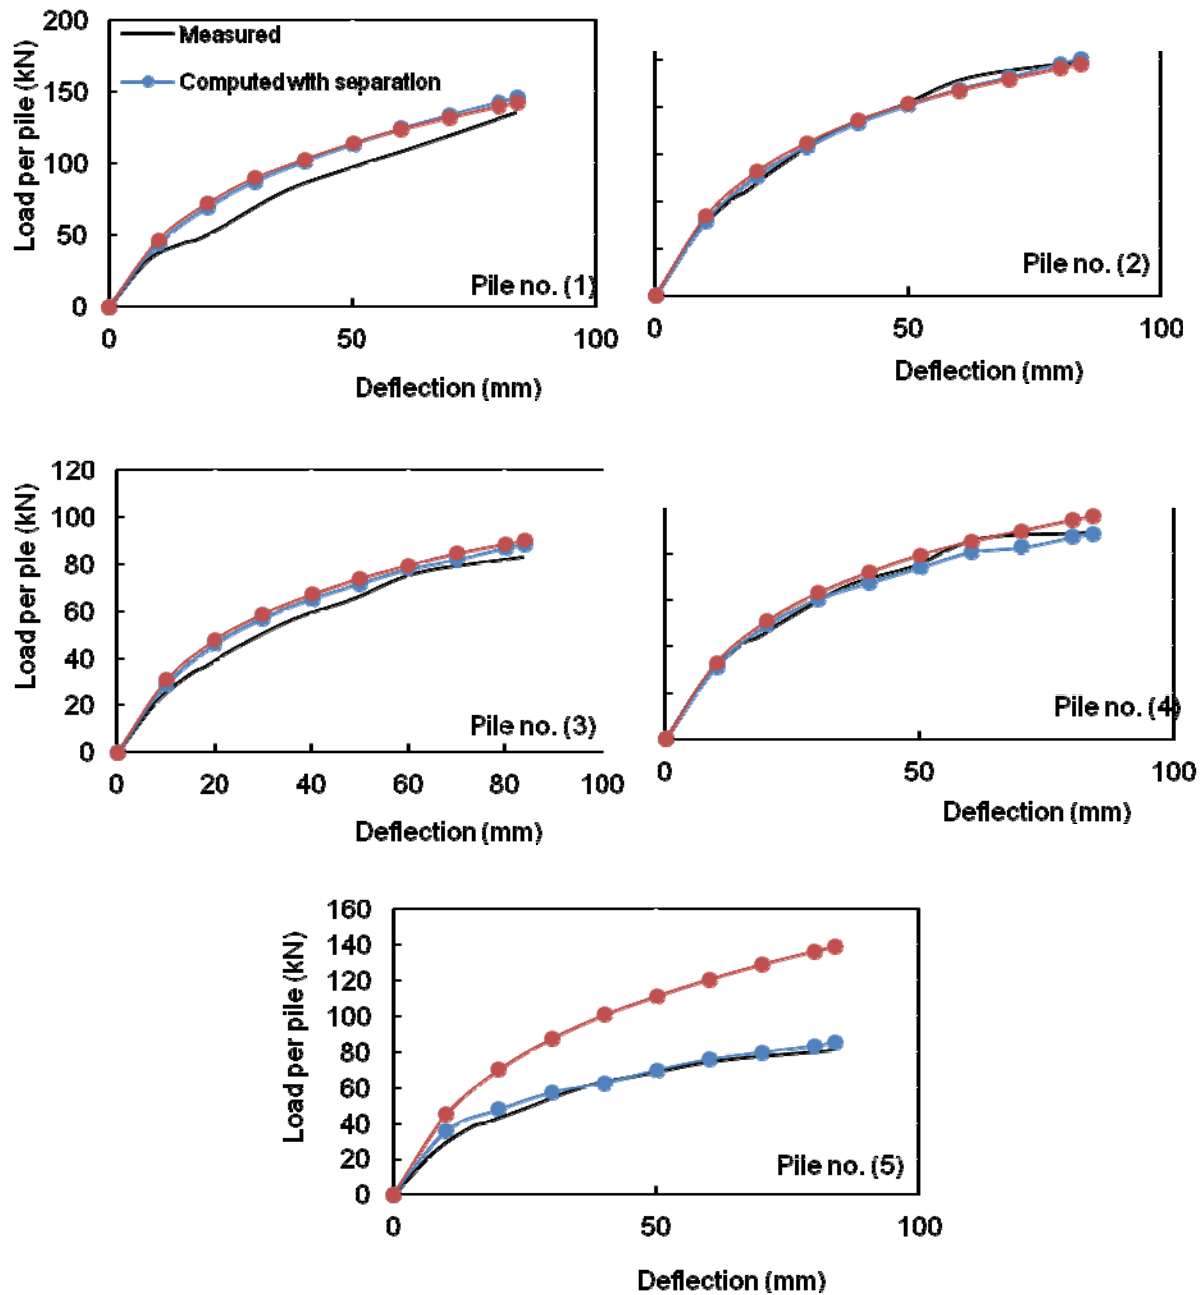 200
150
100
50
0
Load per pile (kN)
Measured
Computed with separation
Pile no. (1)
0 50 100
Deflection (mm)
Pile no. (2)
0 50 100
Deflection (mm)
120
100
80
60
40
20
0
Load per pile (kN)
Pile no. (3)
0 20 40 60 80 100
Deflection (mm)
Pile no. (4)
0 50 100
Deflection (mm)
160
140
120
100
80
60
40
20
0
Load per pile (kN)
Pile no. (5)
0 50 100
Deflection (mm)